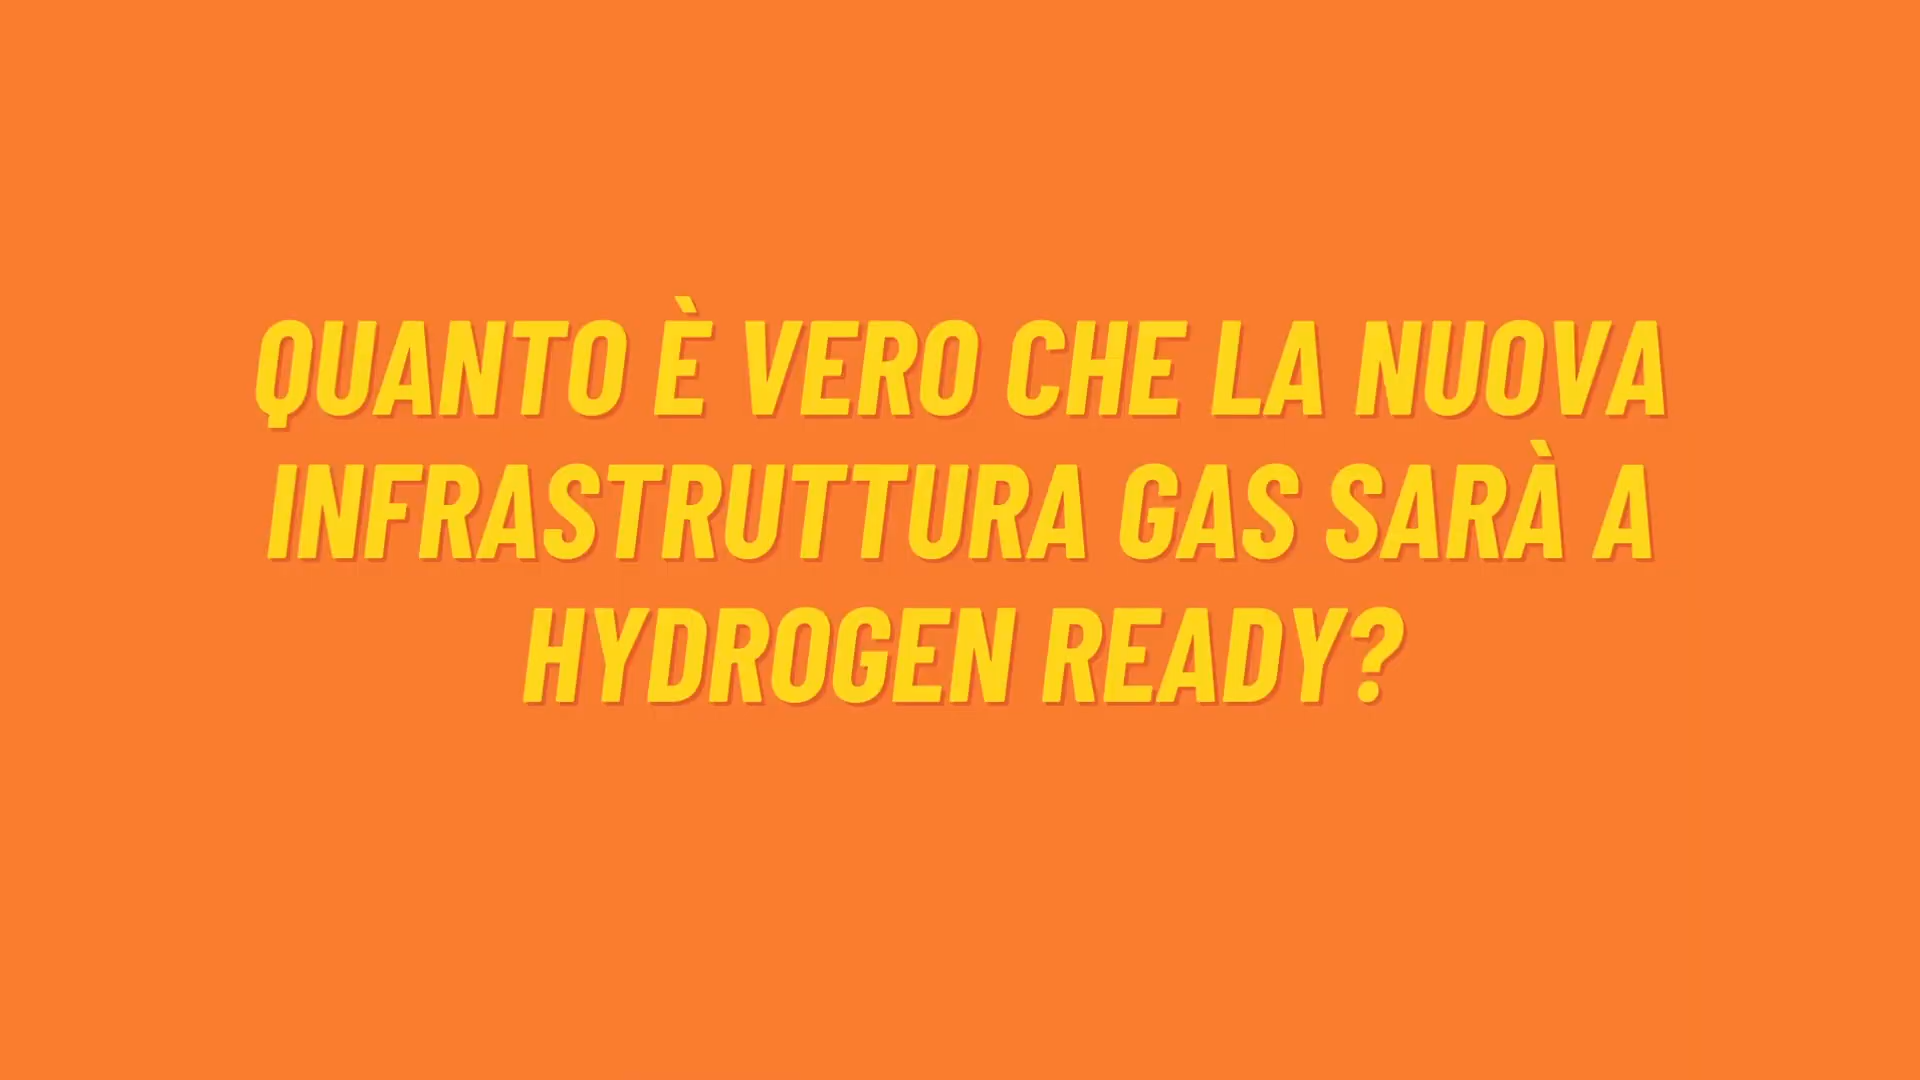 QUANTO È VERO CHE LA NUOVA
INFRASTRUTTURA GAS SARÀ A
HYDROGEN READY?